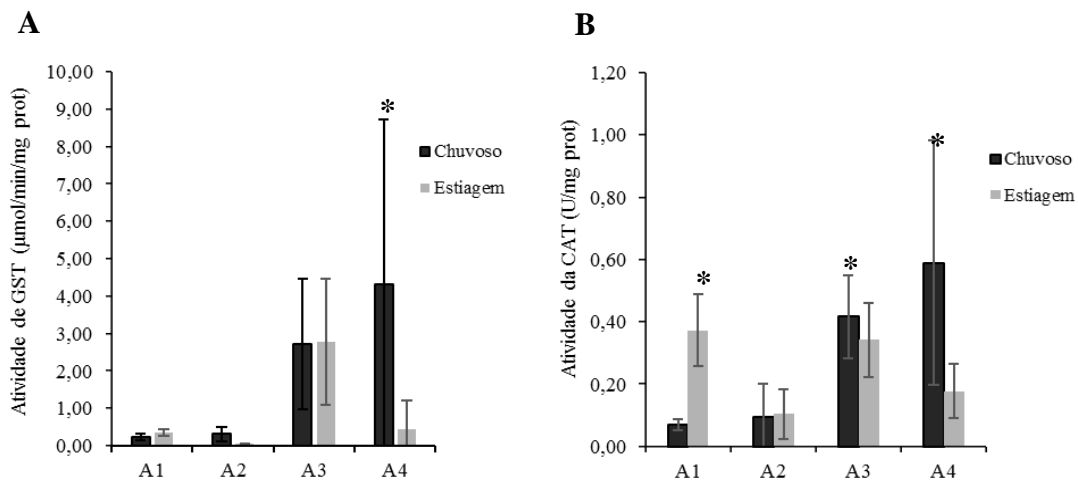 A
Atividade de GST (µmol/min/mg prot)
10,00
9,00
8,00
7,00
6,00
5,00
4,00
3,00
2,00
1,00
0,00
*
Chuvoso
Estiagem
A1 A2 A3 A4
B
Atividade da CAT (U/mg prot)
1,20
1,00
0,80
0,60
0,40
0,20
0,00
*
*
*
Chuvoso
Estiagem
A1 A2 A3 A4